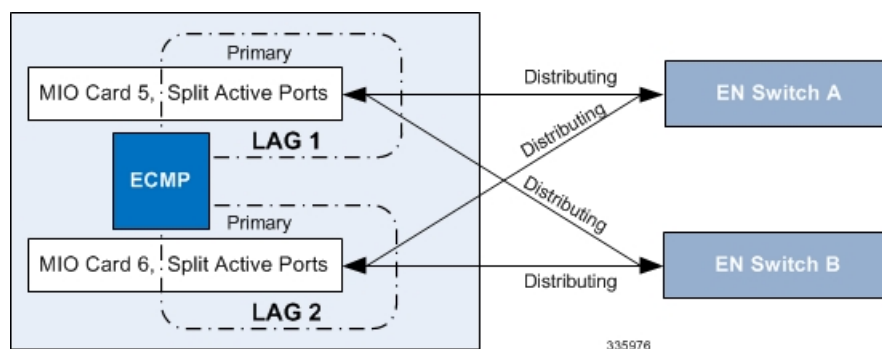 Primary
MIO Card 5, Split Active Ports
LAG 1
ECMP
Primary
MIO Card 6, Split Active Ports
LAG 2
Distributing
Distributing
Distributing
Distributing
EN Switch A
EN Switch B
335976